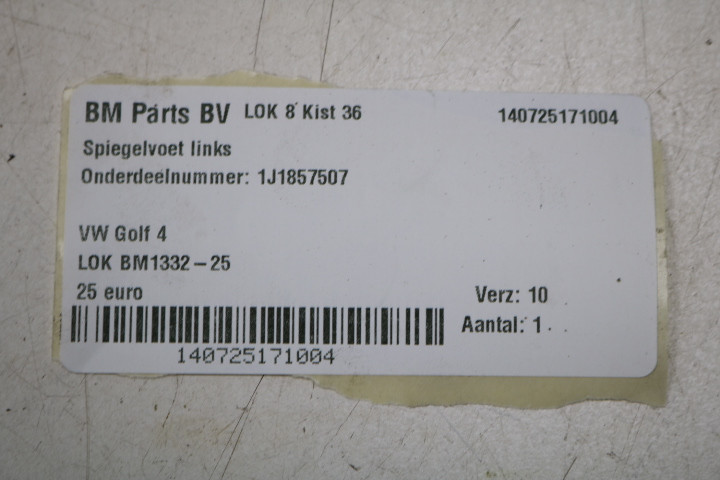 BM Parts BV LOK 8 Kist 36 140725171004
Spiegelvoet links
Onderdeelnummer: 1J1857507
VW Golf 4
LOK BM1332-25
25 euro Verz: 10
Aantal: 1
140725171004